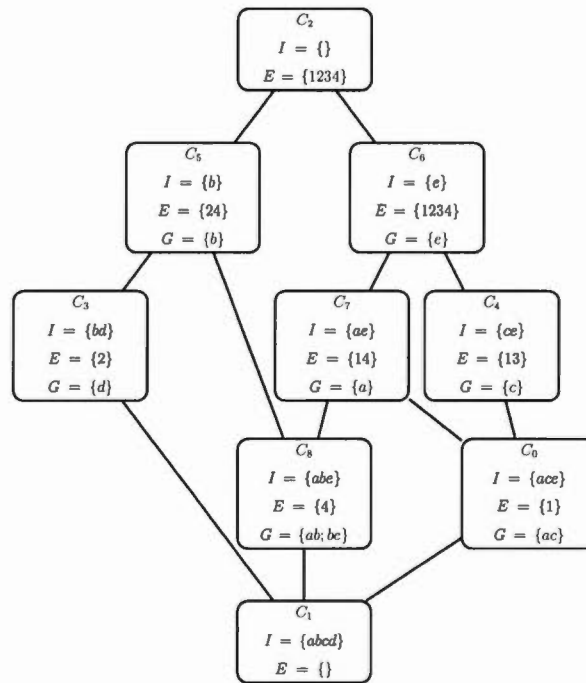 C₂
I = {}
E = {1234}
C₅
I = {b}
E = {24}
G = {b}
C₆
I = {e}
E = {1234}
G = {e}
C₃
I = {bd}
E = {2}
G = {d}
C₇
I = {ae}
E = {14}
G = {a}
C₄
I = {ce}
E = {13}
G = {c}
C₈
I = {abe}
E = {4}
G = {ab; be}
C₀
I = {ace}
E = {1}
G = {ac}
C₁
I = {abcd}
E = {}